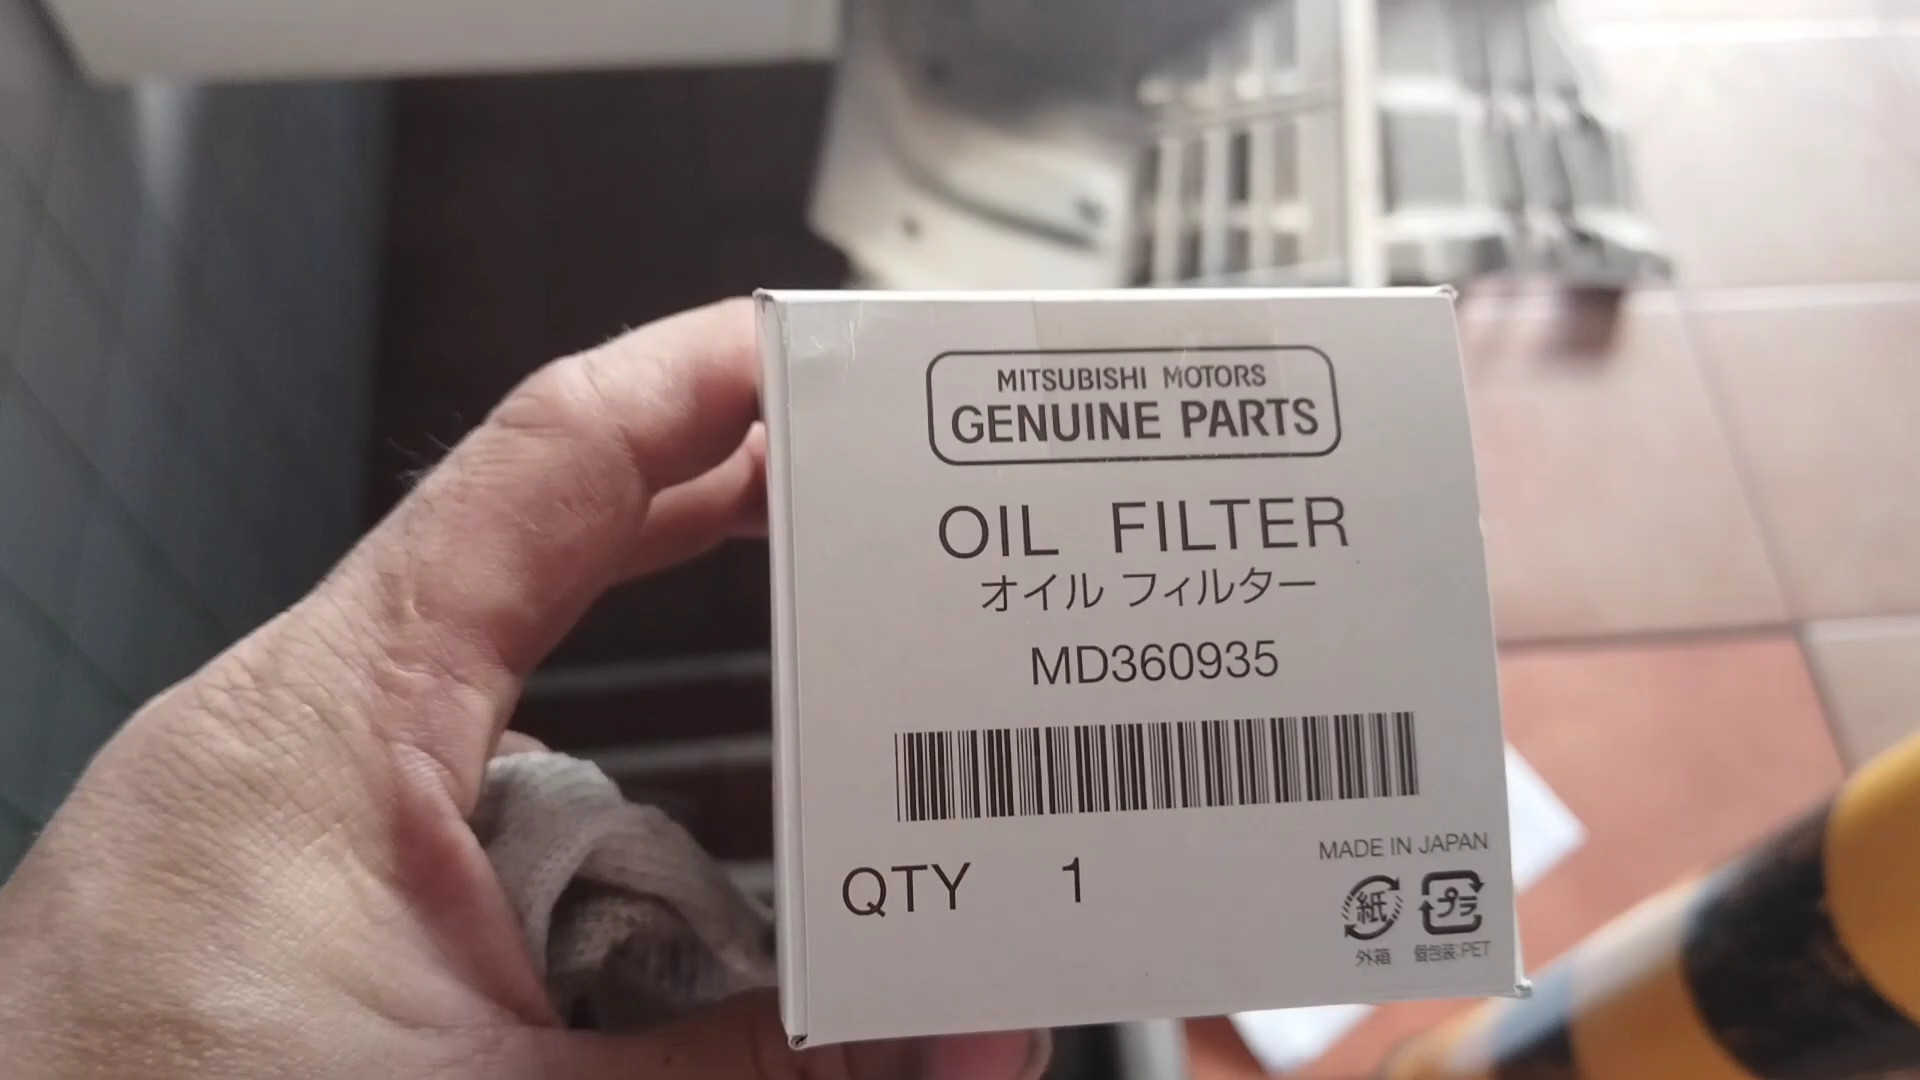 MITSUBISHI MOTORS
GENUINE PARTS
OIL FILTER
オイル フィルター
MD360935
QTY 1
MADE IN JAPAN
紙 プラ
外箱 個包装:PET